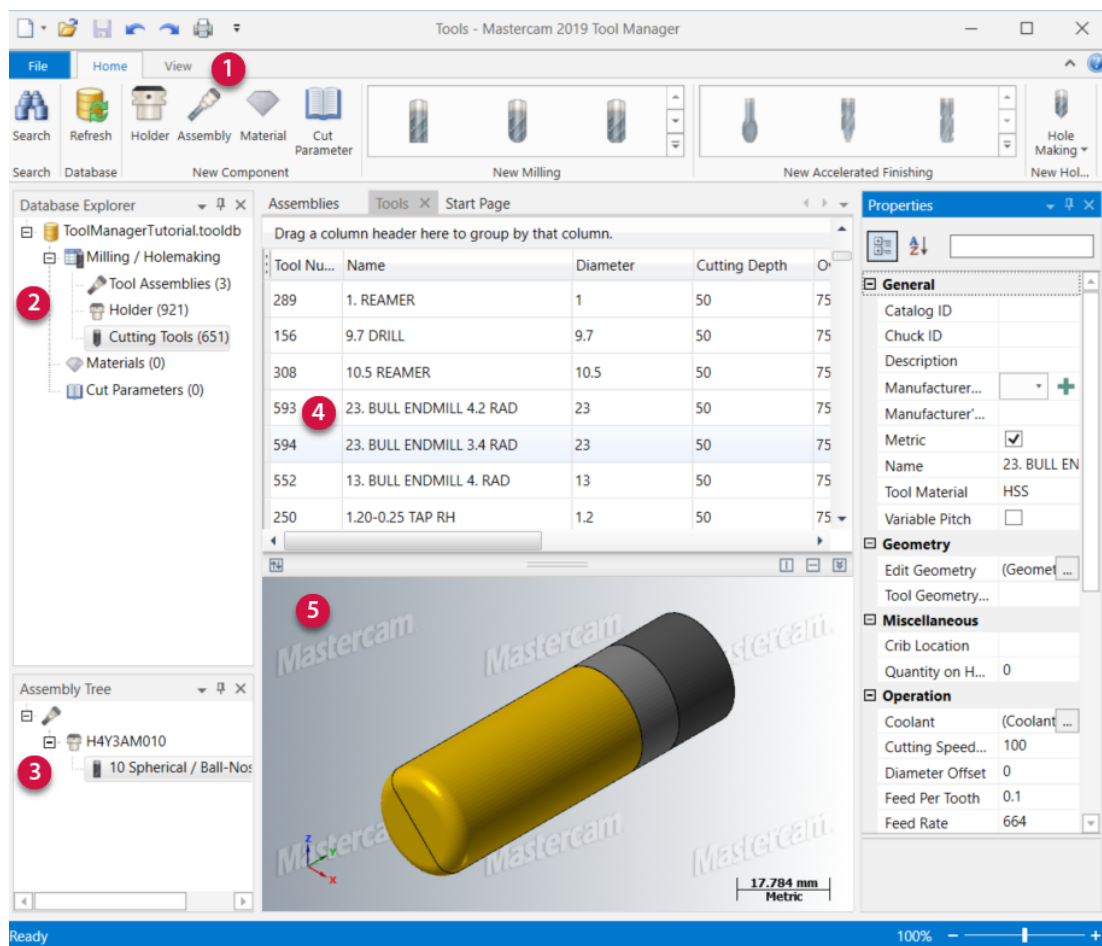 Tools - Mastercam 2019 Tool Manager
File Home View 1
Search Refresh Holder Assembly Material Cut Parameter Hole Making
Search Database New Component New Milling New Accelerated Finishing New Hol...
Database Explorer
ToolManagerTutorial.tooldb
Milling / Holemaking
Tool Assemblies (3)
2
Holder (921)
Cutting Tools (651)
Materials (0)
Cut Parameters (0)
Assembly Tree
H4Y3AM010
3
10 Spherical / Ball-Nos
Assemblies Tools Start Page
Drag a column header here to group by that column.
Tool Nu... Name Diameter Cutting Depth
289 1. REAMER 1 50 75
156 9.7 DRILL 9.7 50 75
308 10.5 REAMER 10.5 50 75
593 4 23. BULL ENDMILL 4.2 RAD 23 50 75
594 23. BULL ENDMILL 3.4 RAD 23 50 75
552 13. BULL ENDMILL 4. RAD 13 50 75
250 1.20-0.25 TAP RH 1.2 50 75
5
Mastercam Mastercam
Mastercam Mastercam
z
Y
X
17.784 mm
Metric
Properties
General
Catalog ID
Chuck ID
Description
Manufacturer...
Manufacturer'...
Metric
Name 23. BULL EN
Tool Material HSS
Variable Pitch
Geometry
Edit Geometry (Geomet ...
Tool Geometry...
Miscellaneous
Crib Location
Quantity on H... 0
Operation
Coolant (Coolant ...
Cutting Speed... 100
Diameter Offset 0
Feed Per Tooth 0.1
Feed Rate 664
Ready 100%